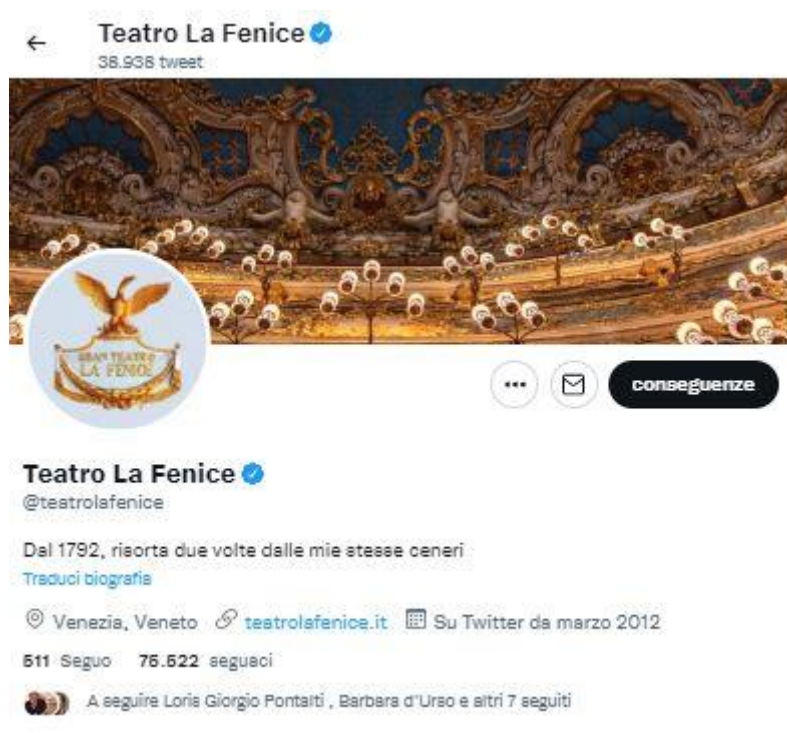 Teatro La Fenice
38.938 tweet
GRAN TEATRO
LA FENICE
conseguenze
Teatro La Fenice
@teatrolafenice
Dal 1792, risorta due volte dalle mie stesse ceneri
Traduci biografia
Venezia, Veneto teatrolafenice.it Su Twitter da marzo 2012
511 Seguo 75.522 seguaci
A seguire Loris Giorgio Pontalti , Barbara d'Urso e altri 7 seguiti